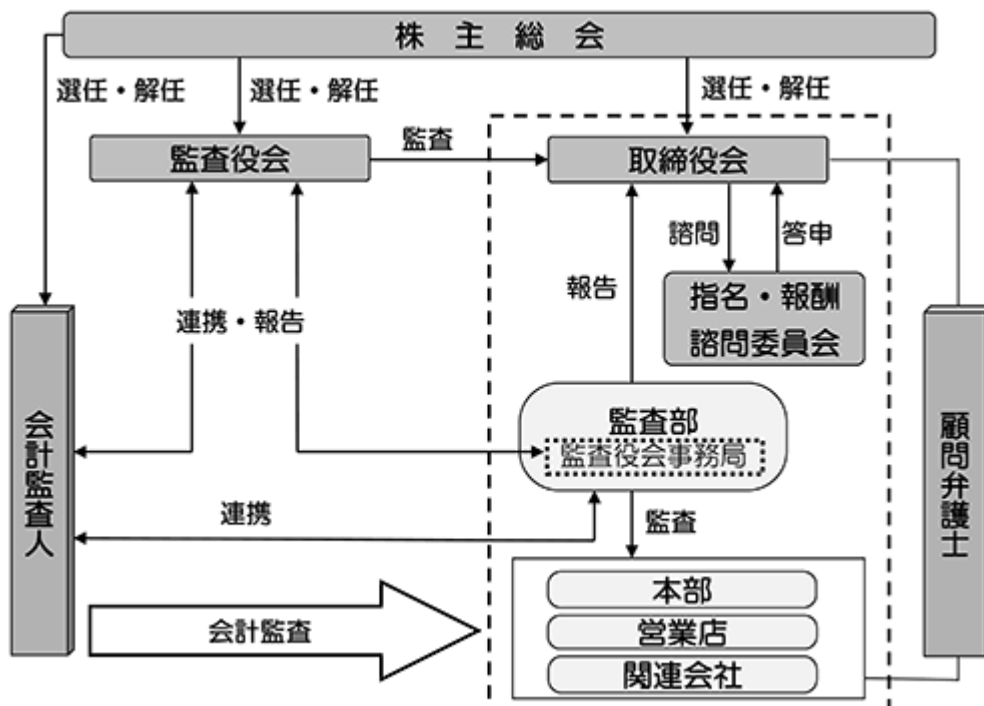 株主総会
選任・解任
選任・解任
選任・解任
監査役会
監査
取締役会
諮問
答申
報告
指名・報酬
諮問委員会
連携・報告
会計監査人
監査部
監査役会事務局
顧問弁護士
連携
監査
本部
会計監査
営業店
関連会社